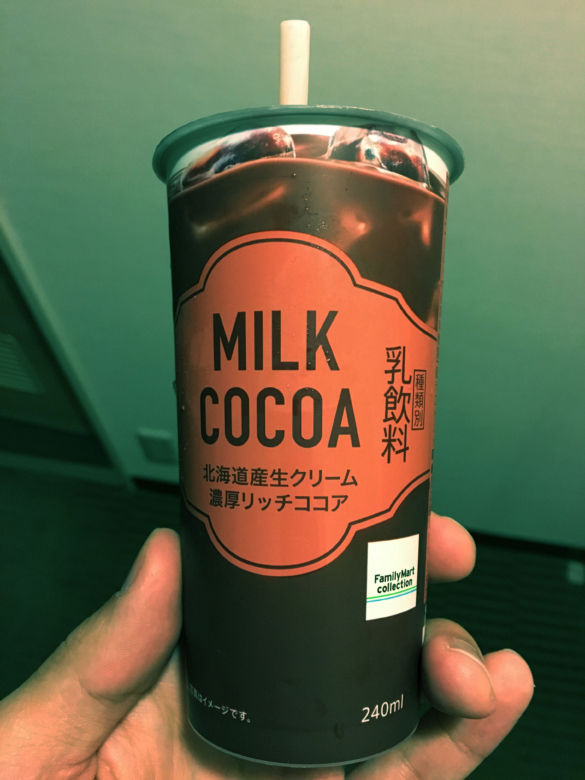 MILK
COCOA
北海道産生クリーム
濃厚リッチココア
種類別
乳飲料
FamilyMart
collection
はイメージです。
240ml